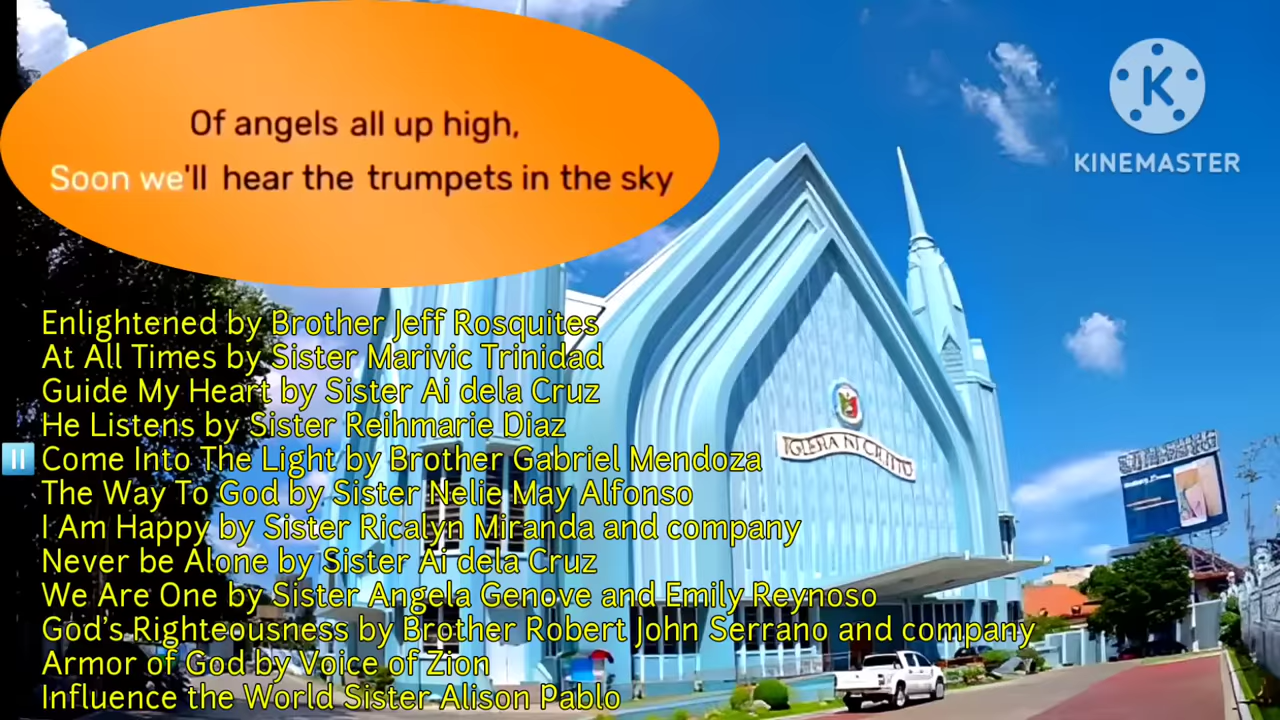 Of angels all up high,
Soon we'll hear the trumpets in the sky
KINEMASTER
Enlightened by Brother Jeff Rosquites
At All Times by Sister Marivic Trinidad
Guide My Heart by Sister Ai dela Cruz
He Listens by Sister Reihmarie Diaz
Come Into The Light by Brother Gabriel Mendoza
The Way To God by Sister Nelie May Alfonso
I Am Happy by Sister Ricalyn Miranda and company
Never be Alone by Sister Ai dela Cruz
We Are One by Sister Angela Genove and Emily Reynoso
God's Righteousness by Brother Robert John Serrano and company
Armor of God by Voice of Zion
Influence the World Sister Alison Pablo
IGLESIA NI CRISTO